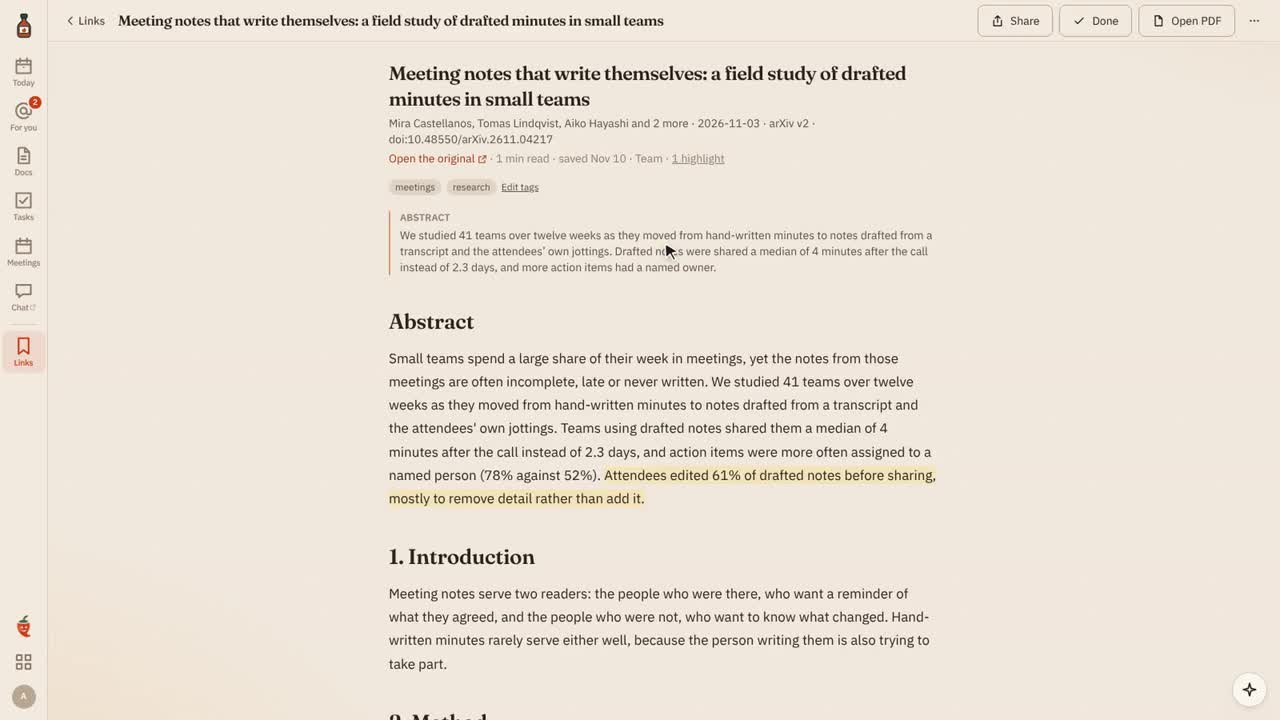 Links
Meeting notes that write themselves: a field study of drafted minutes in small teams
Share
Done
Open PDF
Today
2
For you
Docs
Tasks
Meetings
Chat
Links
A
Meeting notes that write themselves: a field study of drafted
minutes in small teams
Mira Castellanos, Tomas Lindqvist, Aiko Hayashi and 2 more · 2026-11-03 · arXiv v2 ·
doi:10.48550/arXiv.2611.04217
Open the original · 1 min read · saved Nov 10 · Team · 1 highlight
meetings research Edit tags
ABSTRACT
We studied 41 teams over twelve weeks as they moved from hand-written minutes to notes drafted from a
transcript and the attendees' own jottings. Drafted notes were shared a median of 4 minutes after the call
instead of 2.3 days, and more action items had a named owner.
Abstract
Small teams spend a large share of their week in meetings, yet the notes from those
meetings are often incomplete, late or never written. We studied 41 teams over twelve
weeks as they moved from hand-written minutes to notes drafted from a transcript and
the attendees' own jottings. Teams using drafted notes shared them a median of 4
minutes after the call instead of 2.3 days, and action items were more often assigned to a
named person (78% against 52%). Attendees edited 61% of drafted notes before sharing,
mostly to remove detail rather than add it.
1. Introduction
Meeting notes serve two readers: the people who were there, who want a reminder of
what they agreed, and the people who were not, who want to know what changed. Hand-
written minutes rarely serve either well, because the person writing them is also trying to
take part.
2. Method